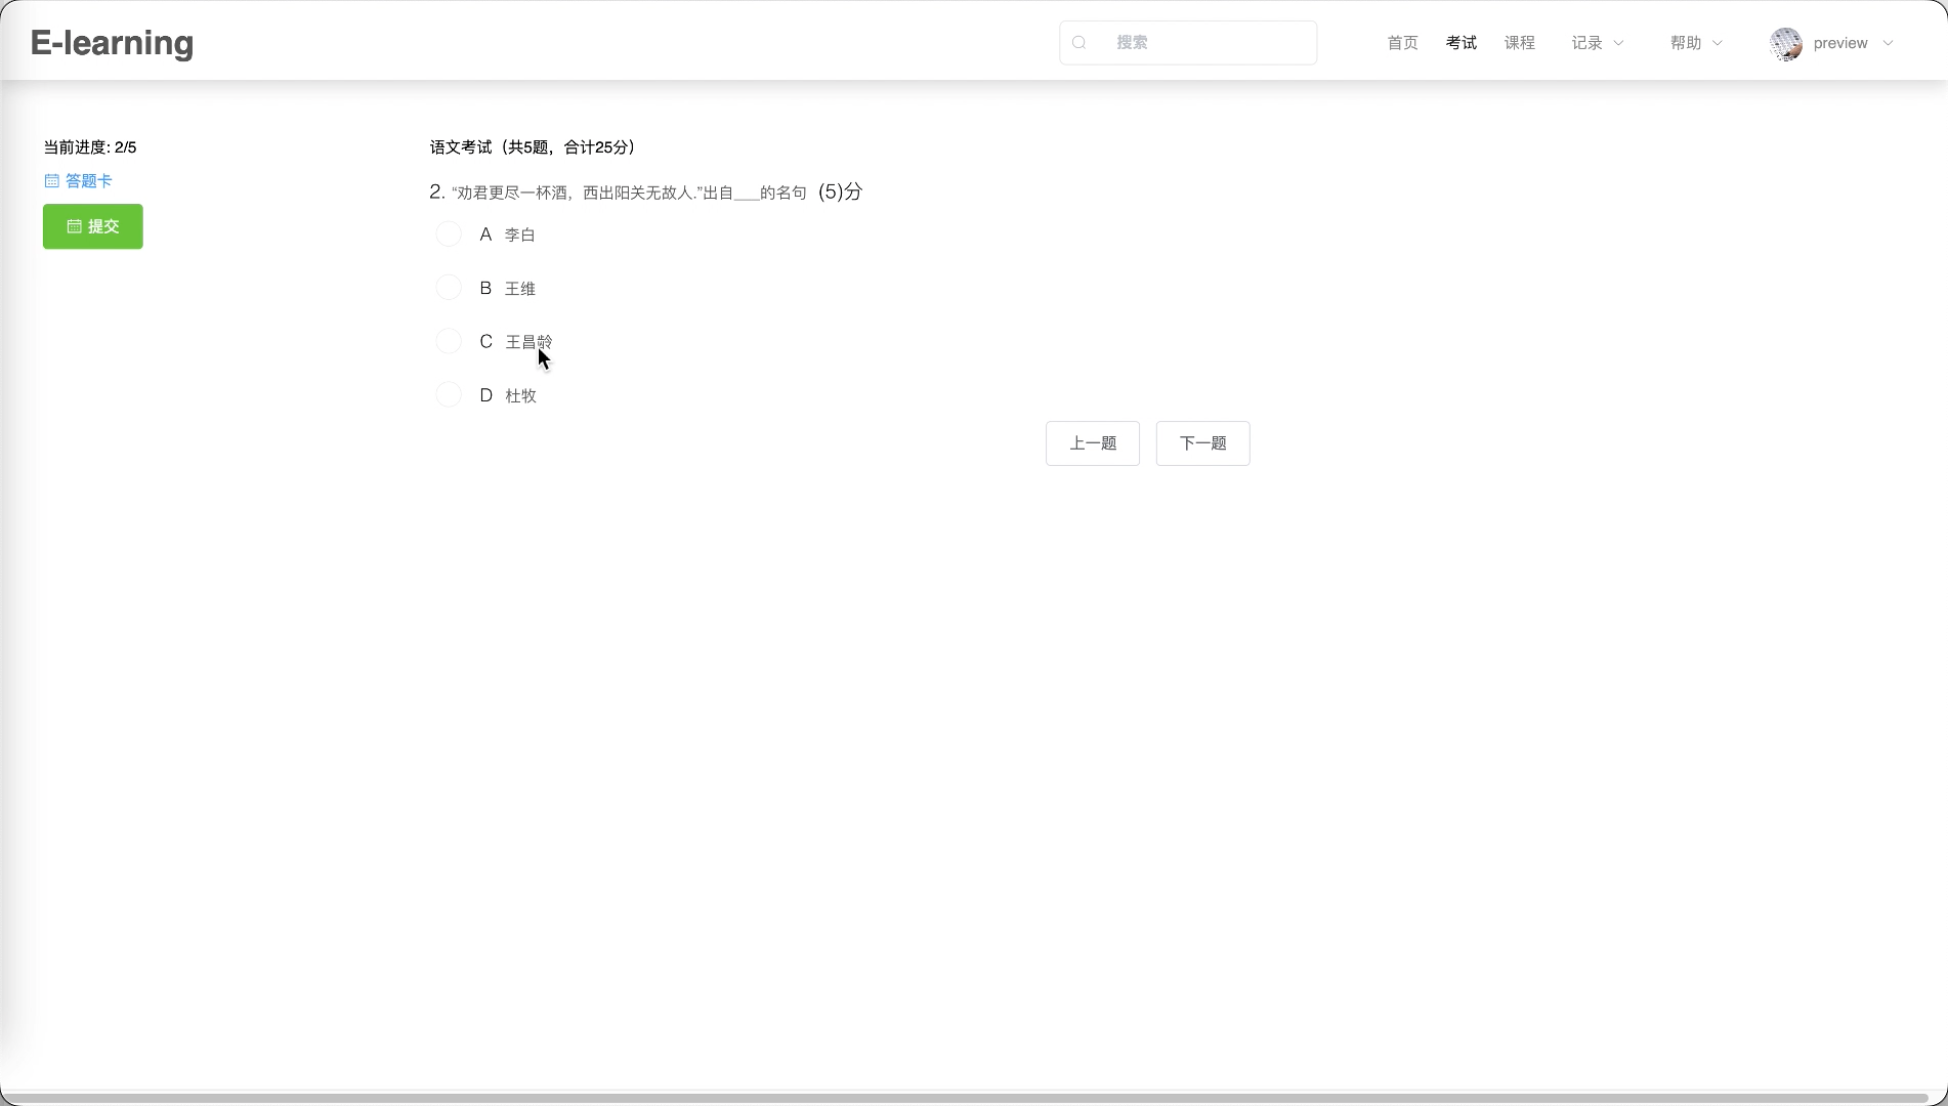 E-learning
搜索
首页 考试 课程 记录 帮助 preview
当前进度: 2/5
答题卡
提交
语文考试（共5题，合计25分）
2. “劝君更尽一杯酒，西出阳关无故人.”出自___的名句 (5)分
A 李白
B 王维
C 王昌龄
D 杜牧
上一题 下一题